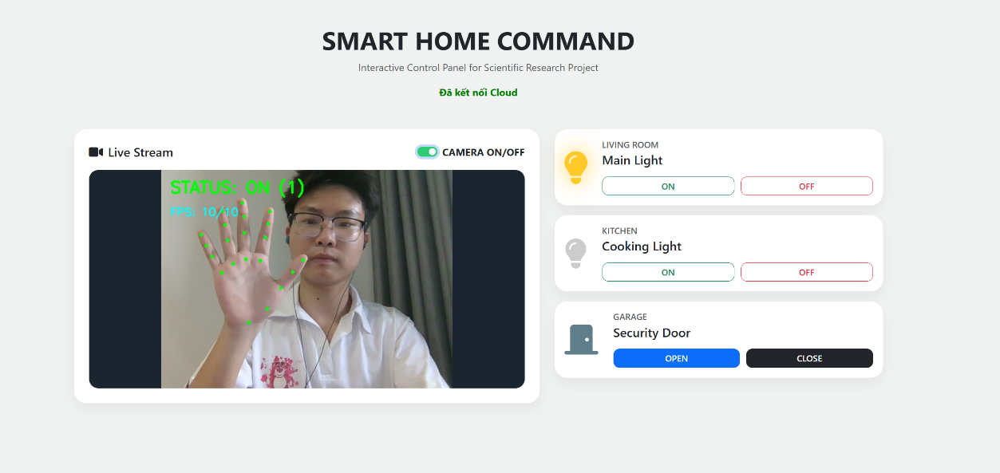 SMART HOME COMMAND
Interactive Control Panel for Scientific Research Project
Đã kết nối Cloud
Live Stream
CAMERA ON/OFF
STATUS: ON (1)
FPS: 10/10
LIVING ROOM
Main Light
ON OFF
KITCHEN
Cooking Light
ON OFF
GARAGE
Security Door
OPEN CLOSE